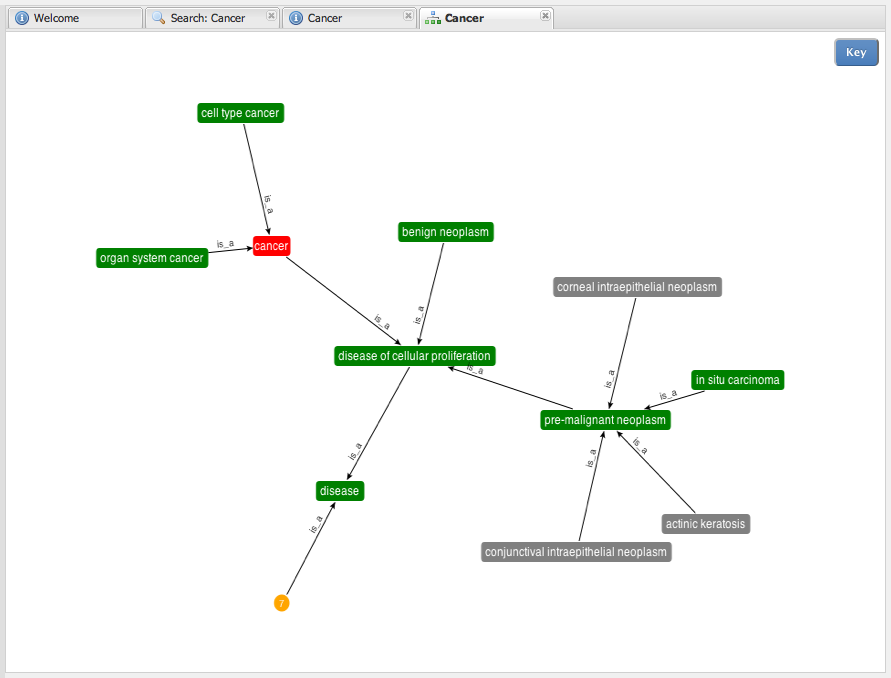 Welcome
Search: Cancer
Cancer
Cancer
Key
cell type cancer
is_a
benign neoplasm
is_a
cancer
organ system cancer
corneal intraepithelial neoplasm
is_a
is_a
disease of cellular proliferation
is_a
is_a
in situ carcinoma
is_a
pre-malignant neoplasm
is_a
is_a
is_a
disease
is_a
actinic keratosis
conjunctival intraepithelial neoplasm
7